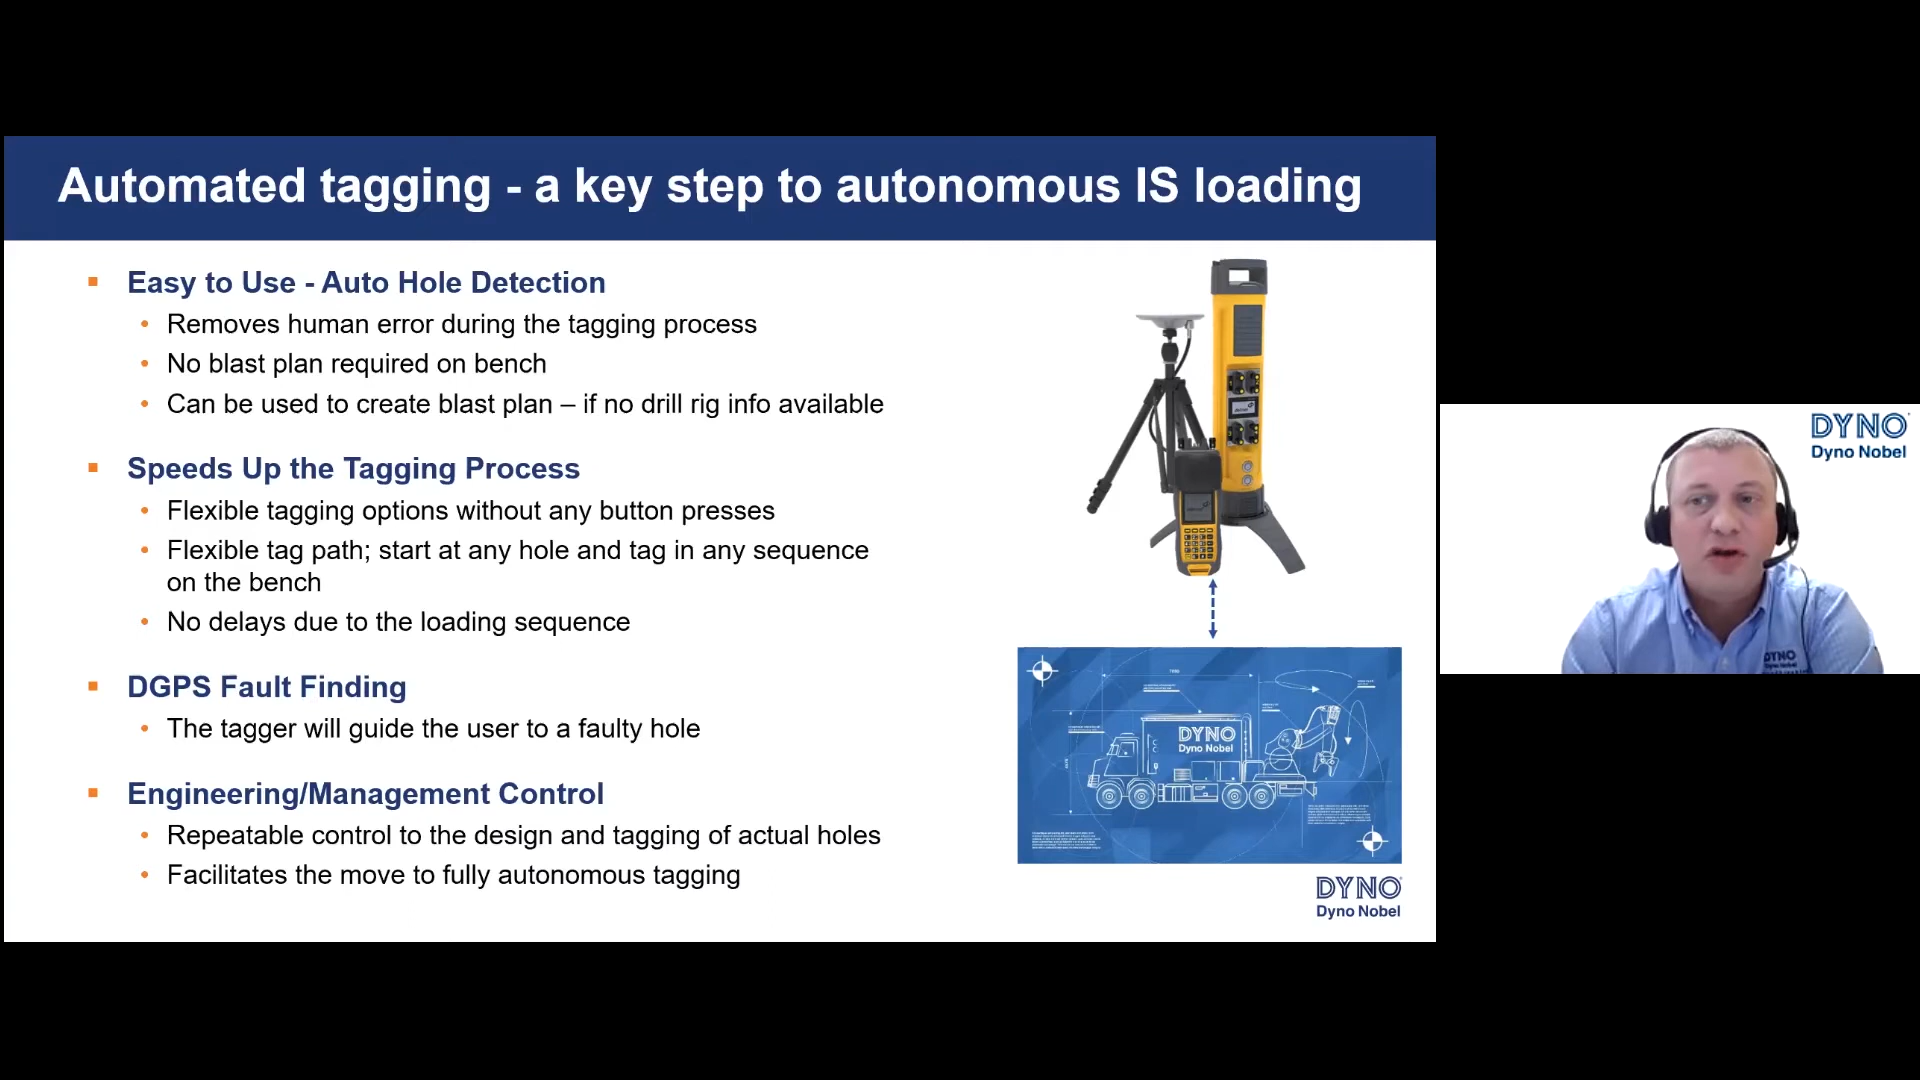 Automated tagging - a key step to autonomous IS loading
Easy to Use - Auto Hole Detection
Removes human error during the tagging process
No blast plan required on bench
Can be used to create blast plan – if no drill rig info available
Speeds Up the Tagging Process
Flexible tagging options without any button presses
Flexible tag path; start at any hole and tag in any sequence
on the bench
No delays due to the loading sequence
DGPS Fault Finding
The tagger will guide the user to a faulty hole
Engineering/Management Control
Repeatable control to the design and tagging of actual holes
Facilitates the move to fully autonomous tagging
DYNO
Dyno Nobel
DYNO
Dyno Nobel
DYNO
Dyno Nobel
DYNO
Dyno Nobel